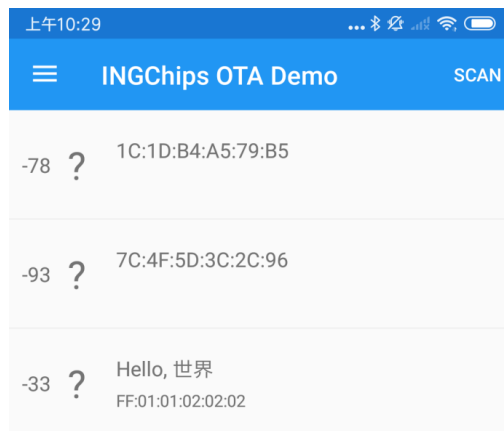 上午10:29 ...
INGChips OTA Demo SCAN
1C:1D:B4:A5:79:B5
-78 ?
7C:4F:5D:3C:2C:96
-93 ?
Hello, 世界
-33 ?
FF:01:01:02:02:02